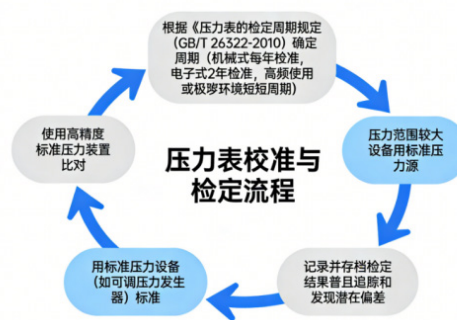 根据《压力表的检定周期规定
（GB/T 26322-2010）确定
周期（机械式每年检准，
电子式2年检准，高频使用
或极端环境短短周期）
压力范围较大
设备用标准压
力源
记录并存档检定
结果普且追踪和
发现潜在偏差
用标准压力设备
（如可调压力发生
器）标准
使用高精度
标准压力装置
比对
压力表校准与
检定流程